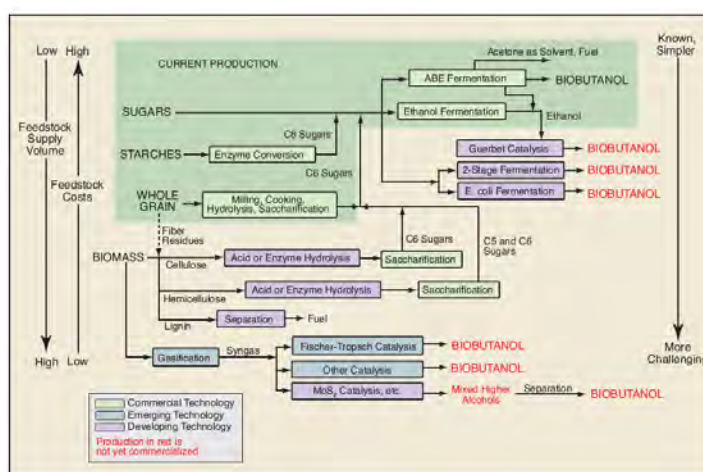 Low High
Known,
Simpler
Acetone as Solvent, Fuel
CURRENT PRODUCTION
ABE Fermentation
BIOBUTANOL
SUGARS
Ethanol Fermentation
C6 Sugars
Ethanol
Feedstock
Supply
Volume
STARCHES
Enzyme Conversion
Guerbet Catalysis
BIOBUTANOL
C6 Sugars
2-Stage Fermentation
BIOBUTANOL
Feedstock
Costs
E. coli Fermentation
BIOBUTANOL
WHOLE
GRAIN
Milling, Cooking,
Hydrolysis, Saccharification
Fiber
Residues
C6 Sugars
C5 and C6
Sugars
BIOMASS
Cellulose
Acid or Enzyme Hydrolysis
Saccharification
Hemicellulose
Acid or Enzyme Hydrolysis
Saccharification
Lignin
Separation
Fuel
High Low
More
Challenging
Gasification
Syngas
Fischer-Tropsch Catalysis
BIOBUTANOL
Other Catalysis
BIOBUTANOL
MoS₂ Catalysis, etc.
Mixed Higher
Alcohols
Separation
BIOBUTANOL
Commercial Technology
Emerging Technology
Developing Technology
Production in red is
not yet commercialized